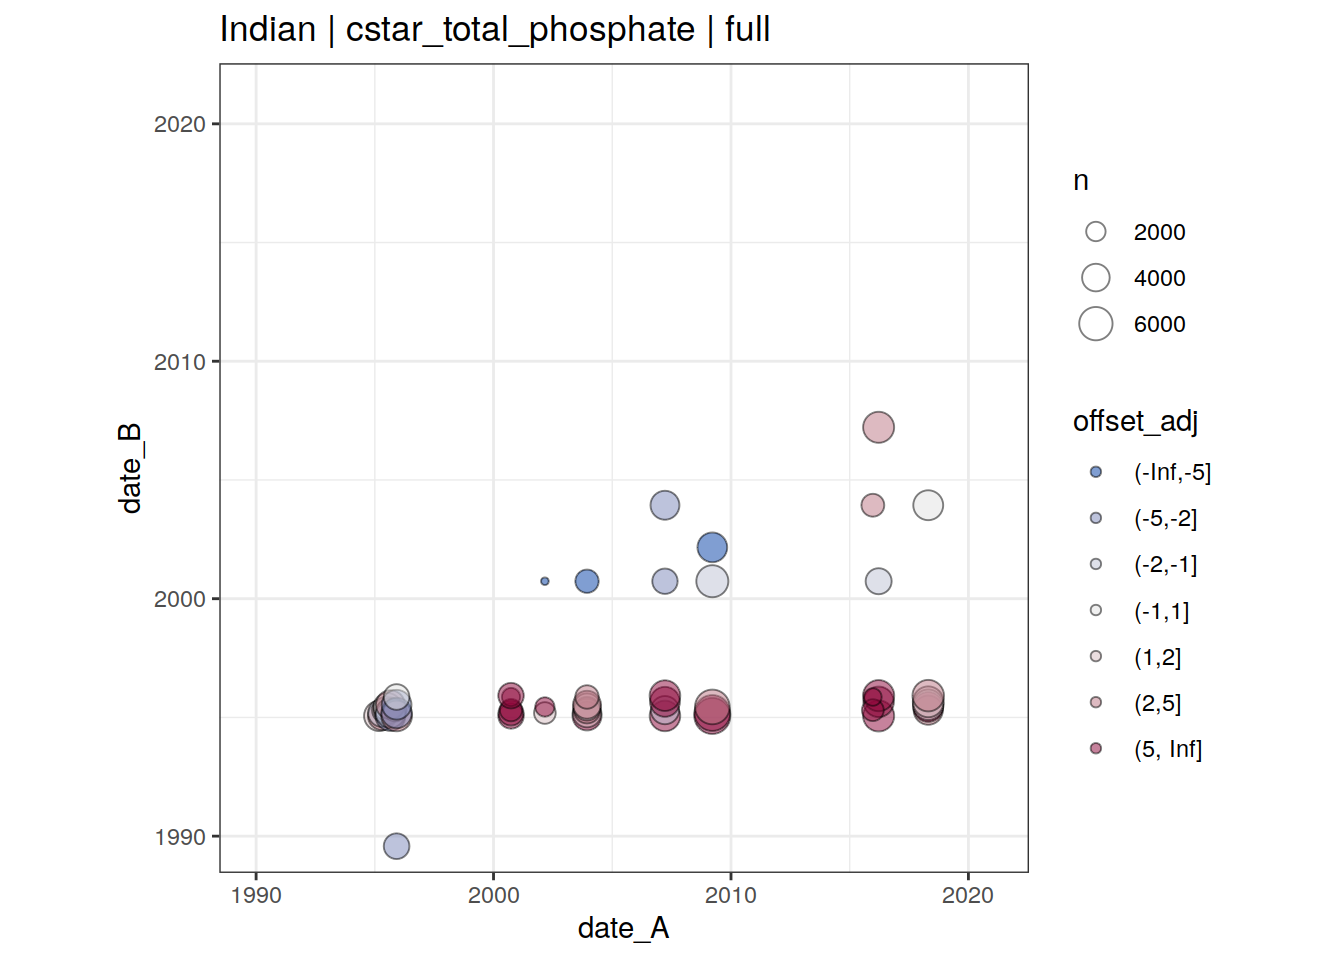 Indian | cstar_total_phosphate | full
2020
2010
2000
1990
date_B
1990
2000
2010
2020
date_A
n
2000
4000
6000
offset_adj
(-Inf,-5]
(-5,-2]
(-2,-1]
(-1,1]
(1,2]
(2,5]
(5, Inf]